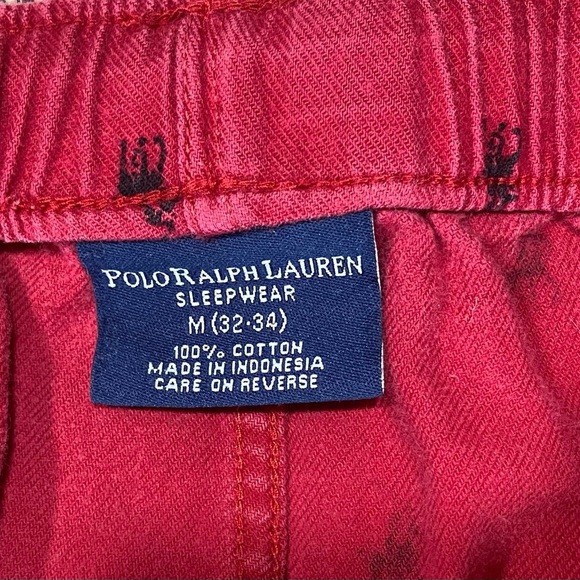 POLO RALPH LAUREN
SLEEPWEAR
M (32-34)
100% COTTON
MADE IN INDONESIA
CARE ON REVERSE